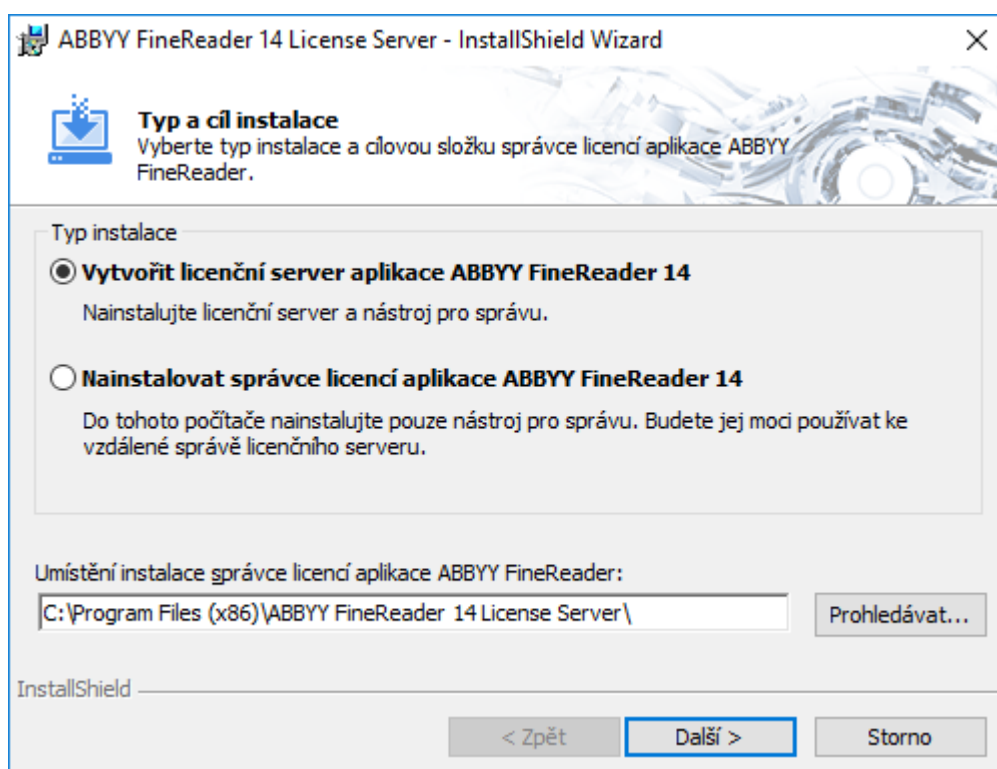 ABBYY FineReader 14 License Server - InstallShield Wizard
Typ a cíl instalace
Vyberte typ instalace a cílovou složku správce licencí aplikace ABBYY
FineReader.
Typ instalace
Vytvořit licenční server aplikace ABBYY FineReader 14
Nainstalujte licenční server a nástroj pro správu.
Nainstalovat správce licencí aplikace ABBYY FineReader 14
Do tohoto počítače nainstalujte pouze nástroj pro správu. Budete jej moci používat ke
vzdálené správě licenčního serveru.
Umístění instalace správce licencí aplikace ABBYY FineReader:
C:\Program Files (x86)\ABBYY FineReader 14 License Server\
Prohledávat...
InstallShield
< Zpět
Další >
Storno